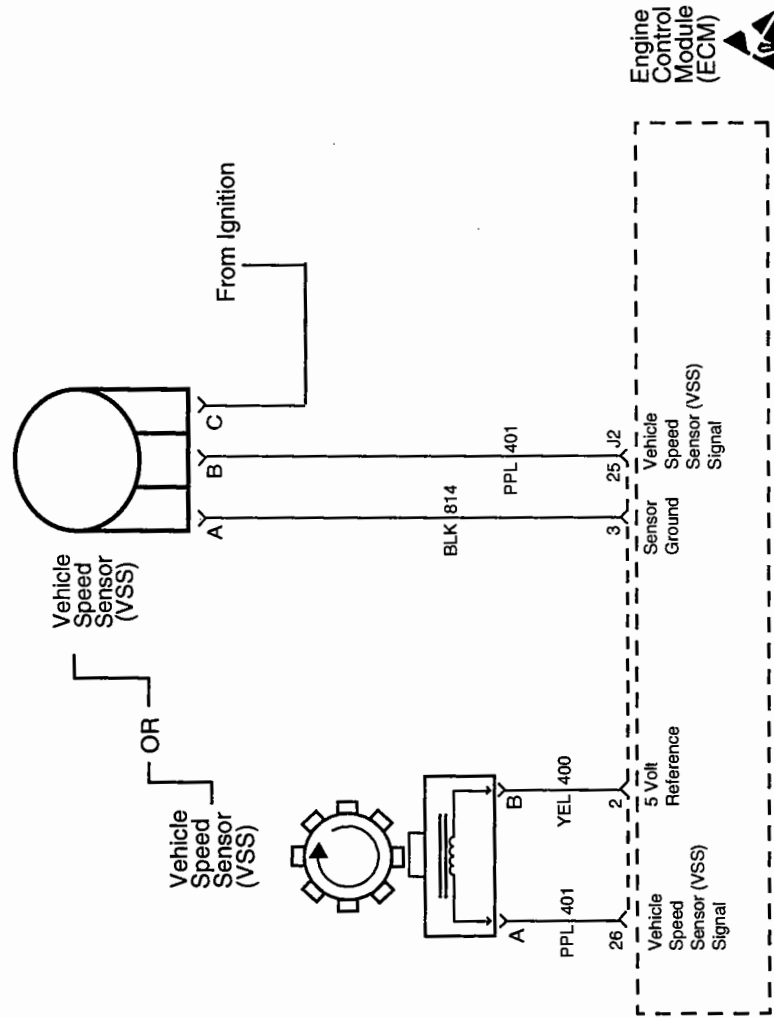 Engine
Control
Module
(ECM)
From Ignition
Vehicle
Speed
Sensor
(VSS)
OR
Vehicle
Speed
Sensor
(VSS)
A
B
C
BLK 814
PPL 401
3
25
J2
Sensor
Ground
Vehicle
Speed
Sensor (VSS)
Signal
A
B
PPL 401
YEL 400
26
2
Vehicle
Speed
Sensor (VSS)
Signal
5 Volt
Reference